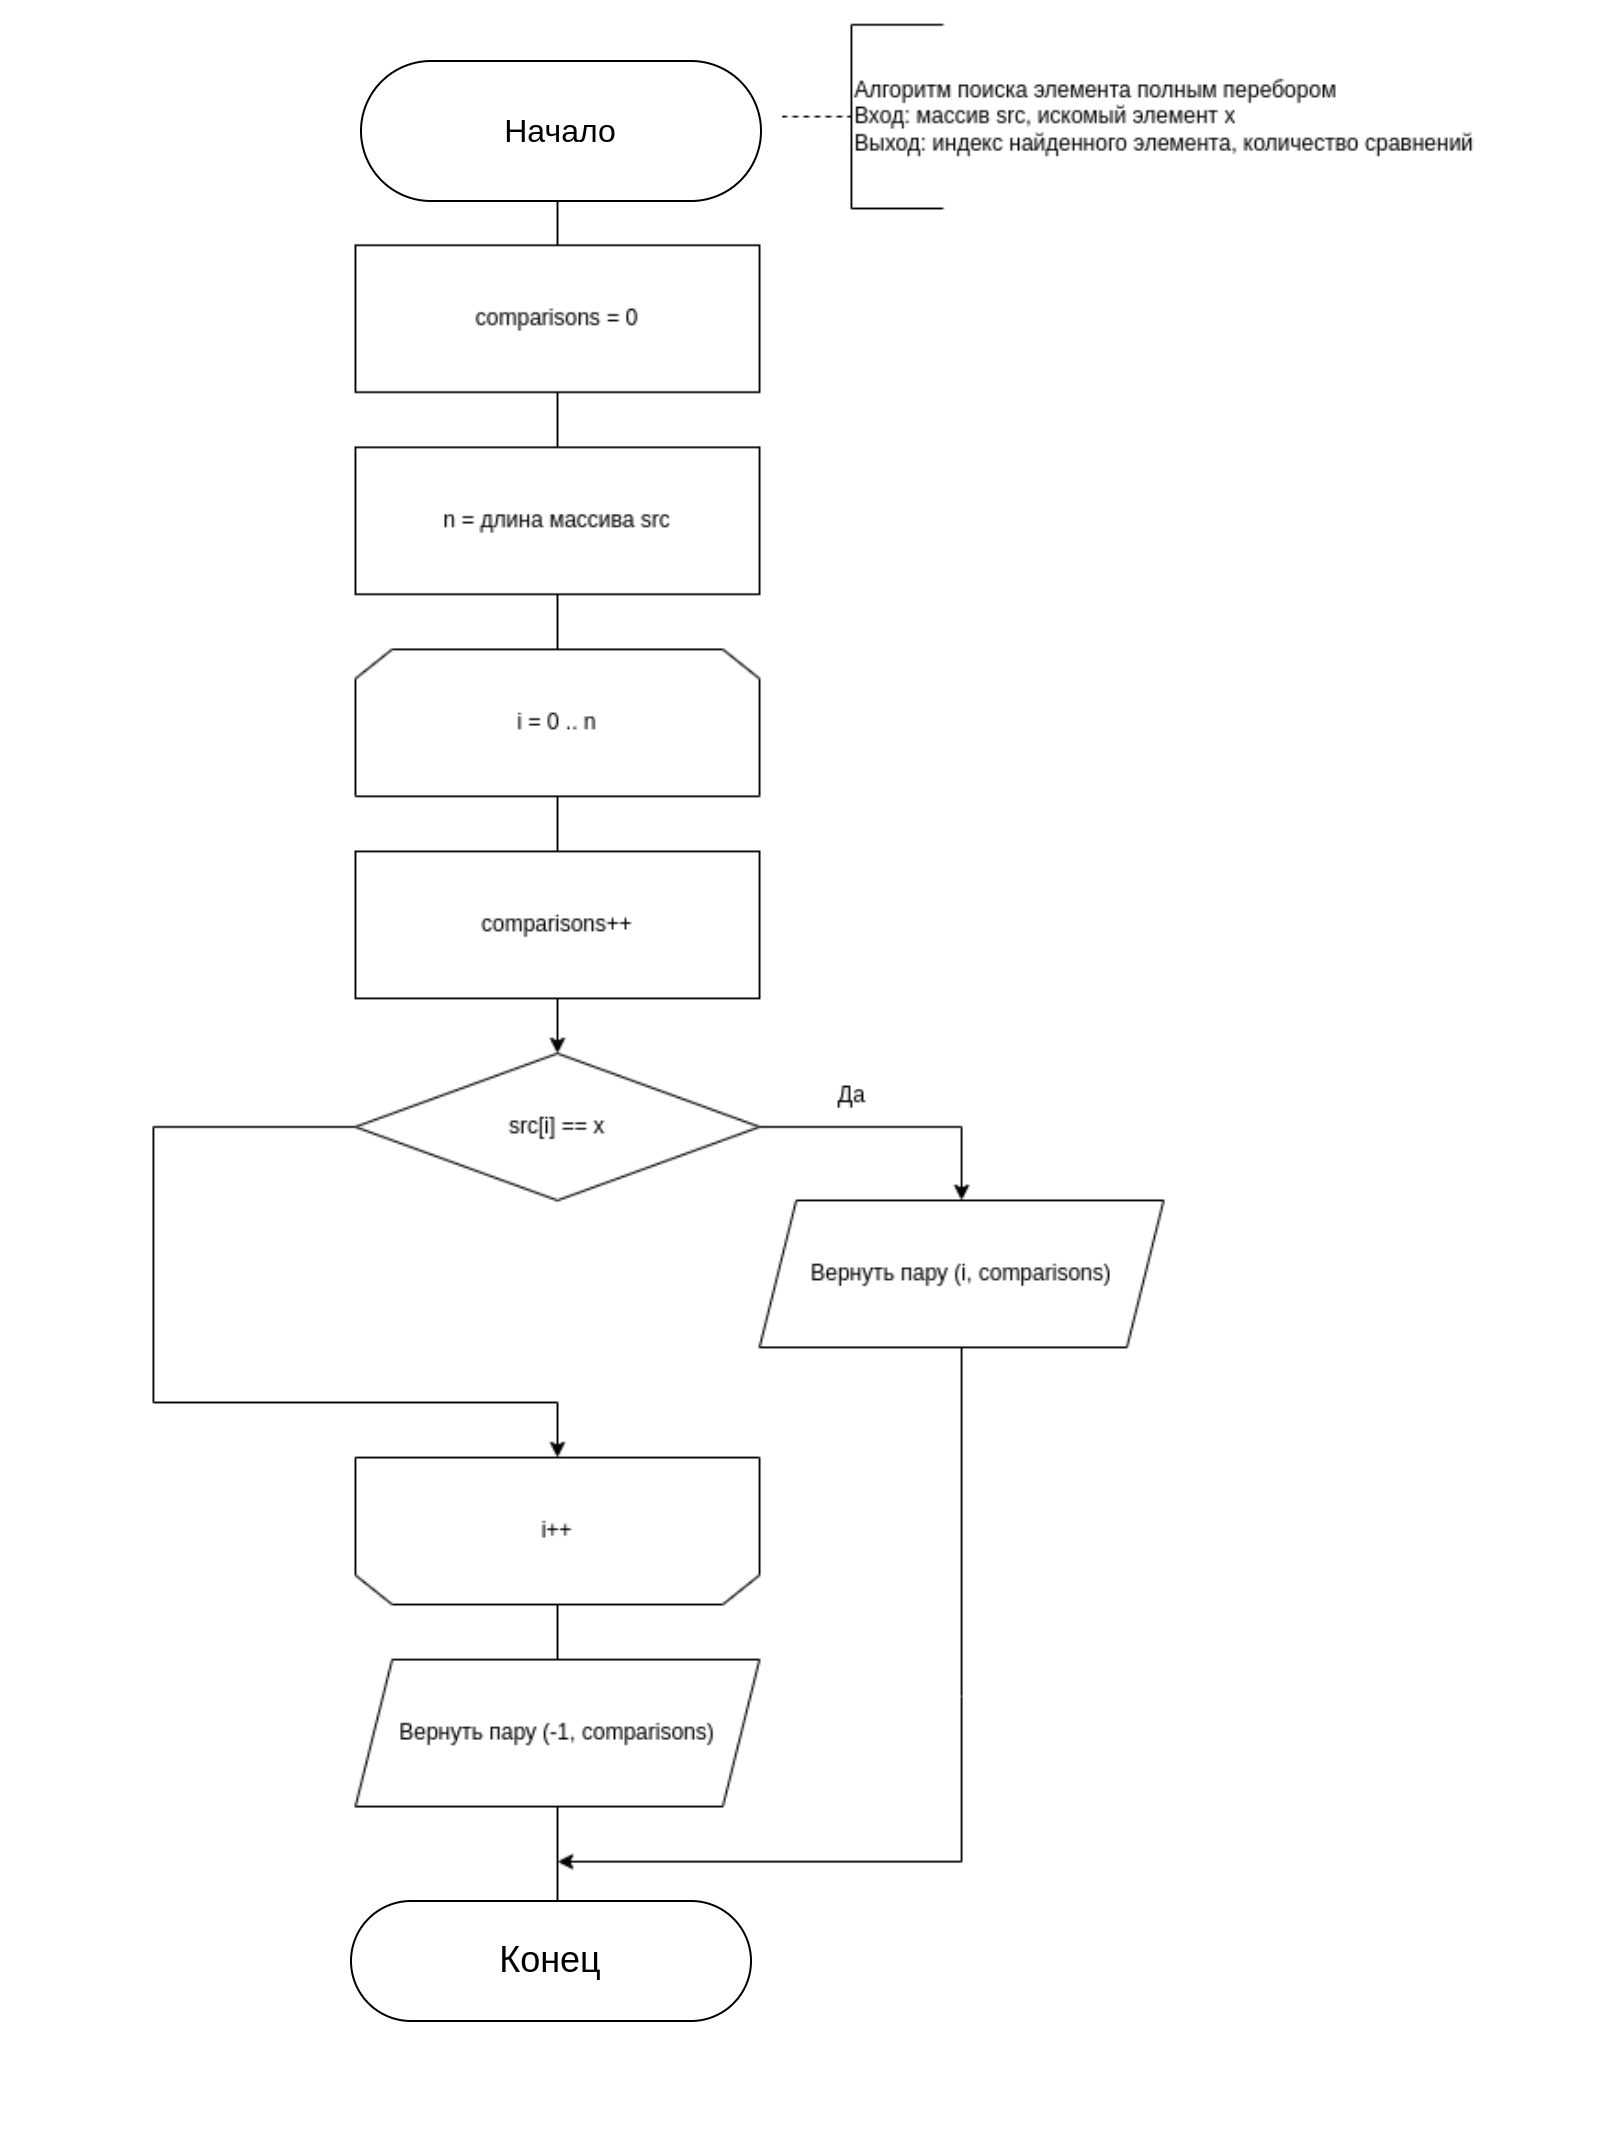 Начало
Алгоритм поиска элемента полным перебором
Вход: массив src, искомый элемент x
Выход: индекс найденного элемента, количество сравнений
comparisons = 0
n = длина массива src
i = 0 .. n
comparisons++
src[i] == x
Да
Вернуть пару (i, comparisons)
i++
Вернуть пару (-1, comparisons)
Конец